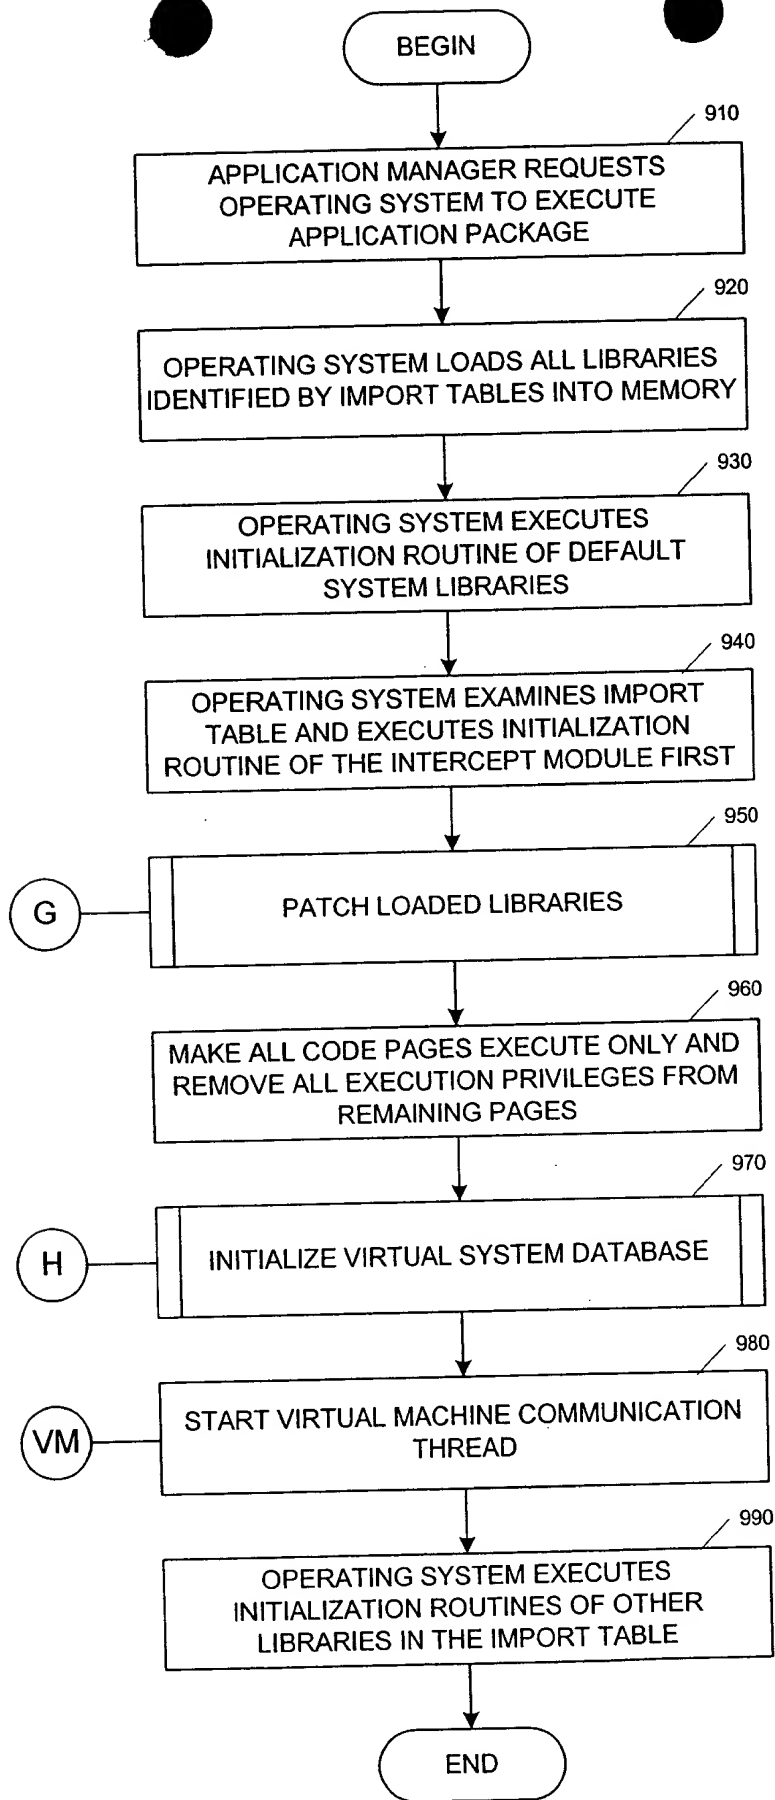 BEGIN
910
APPLICATION MANAGER REQUESTS
OPERATING SYSTEM TO EXECUTE
APPLICATION PACKAGE
920
OPERATING SYSTEM LOADS ALL LIBRARIES
IDENTIFIED BY IMPORT TABLES INTO MEMORY
930
OPERATING SYSTEM EXECUTES
INITIALIZATION ROUTINE OF DEFAULT
SYSTEM LIBRARIES
940
OPERATING SYSTEM EXAMINES IMPORT
TABLE AND EXECUTES INITIALIZATION
ROUTINE OF THE INTERCEPT MODULE FIRST
950
G
PATCH LOADED LIBRARIES
960
MAKE ALL CODE PAGES EXECUTE ONLY AND
REMOVE ALL EXECUTION PRIVILEGES FROM
REMAINING PAGES
970
H
INITIALIZE VIRTUAL SYSTEM DATABASE
980
VM
START VIRTUAL MACHINE COMMUNICATION
THREAD
990
OPERATING SYSTEM EXECUTES
INITIALIZATION ROUTINES OF OTHER
LIBRARIES IN THE IMPORT TABLE
END